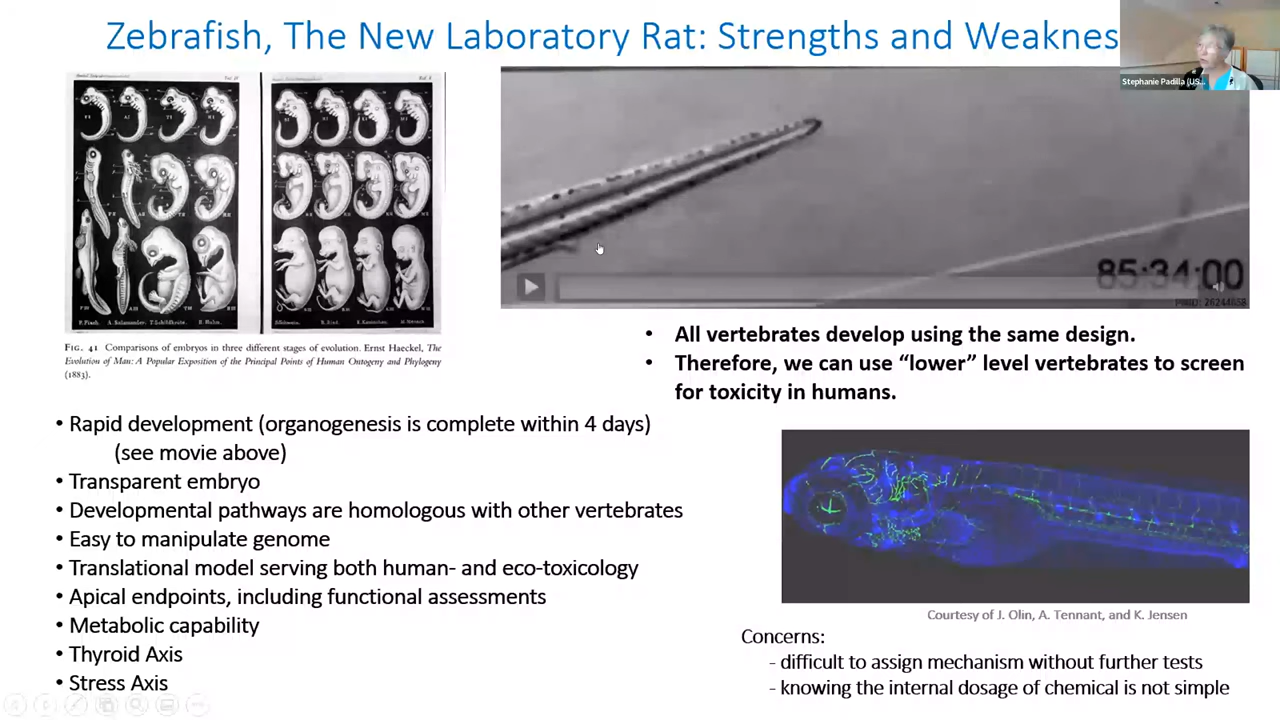 Zebrafish, The New Laboratory Rat: Strengths and Weaknes
Stephanie Padilla (US...
85:34:00
FIG. 41 Comparisons of embryos in three different stages of evolution. Ernst Haeckel, The
Evolution of Man: A Popular Exposition of the Principal Points of Human Ontogeny and Phylogeny
(1883).
• All vertebrates develop using the same design.
• Therefore, we can use “lower” level vertebrates to screen
for toxicity in humans.
• Rapid development (organogenesis is complete within 4 days)
(see movie above)
• Transparent embryo
• Developmental pathways are homologous with other vertebrates
• Easy to manipulate genome
• Translational model serving both human- and eco-toxicology
• Apical endpoints, including functional assessments
• Metabolic capability
• Thyroid Axis
• Stress Axis
Courtesy of J. Olin, A. Tennant, and K. Jensen
Concerns:
- difficult to assign mechanism without further tests
- knowing the internal dosage of chemical is not simple